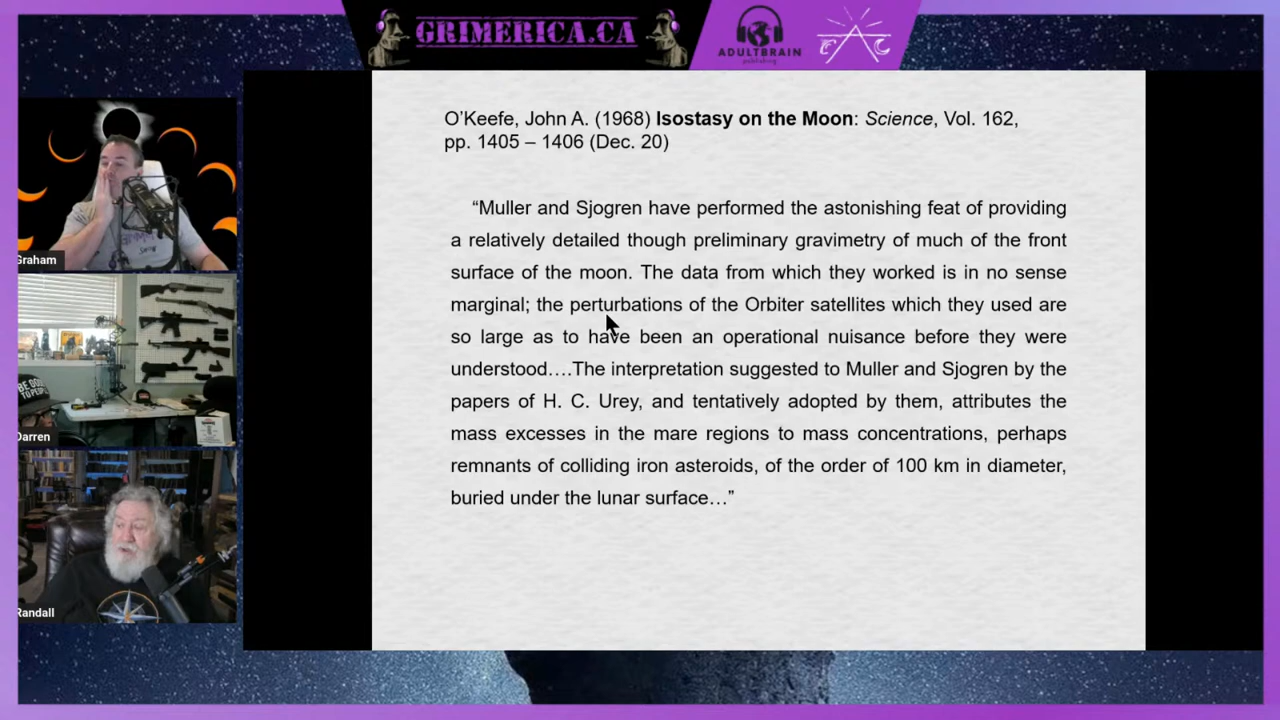 GRIMERICA.CA
ADULTBRAIN
publishing
O’Keefe, John A. (1968) Isostasy on the Moon: Science, Vol. 162,
pp. 1405 – 1406 (Dec. 20)
“Muller and Sjogren have performed the astonishing feat of providing
a relatively detailed though preliminary gravimetry of much of the front
surface of the moon. The data from which they worked is in no sense
marginal; the perturbations of the Orbiter satellites which they used are
so large as to have been an operational nuisance before they were
understood….The interpretation suggested to Muller and Sjogren by the
papers of H. C. Urey, and tentatively adopted by them, attributes the
mass excesses in the mare regions to mass concentrations, perhaps
remnants of colliding iron asteroids, of the order of 100 km in diameter,
buried under the lunar surface…”
Graham
BE GOOD
TO PEOPLE
Darren
Randall